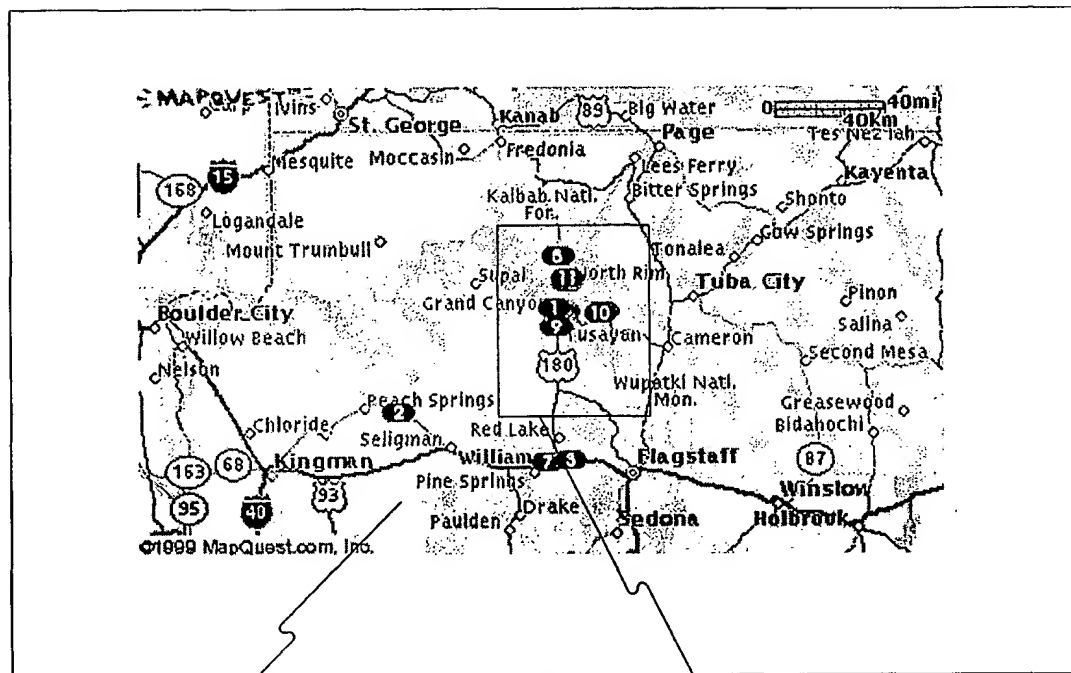 MAPQUEST
Ivins
St. George
Kanab
89
Big Water
0 40mi
40km
Page
Tes Nez Iah
Mesquite
Moccasin
Fredonia
Lees Ferry
Kayenta
15
168
Kaibab Natl.
For.
Bitter Springs
Shonto
Logandale
Mount Trumbull
Tonalea
Cow Springs
6
Supai
11
North Rim
Tuba City
Grand Canyon
1
10
Pinon
Boulder City
9
Tusayan
Cameron
Salina
Willow Beach
Second Mesa
Nelson
180
Wupatki Natl.
Mon.
Peach Springs
2
Greasewood
Chloride
Red Lake
Bidahochi
Seligman
William
Flagstaff
87
163
68
Kingman
Pine Springs
93
Winslow
95
40
Drake
Paulden
Sedona
Holbrook
©1999 MapQuest.com, Inc.